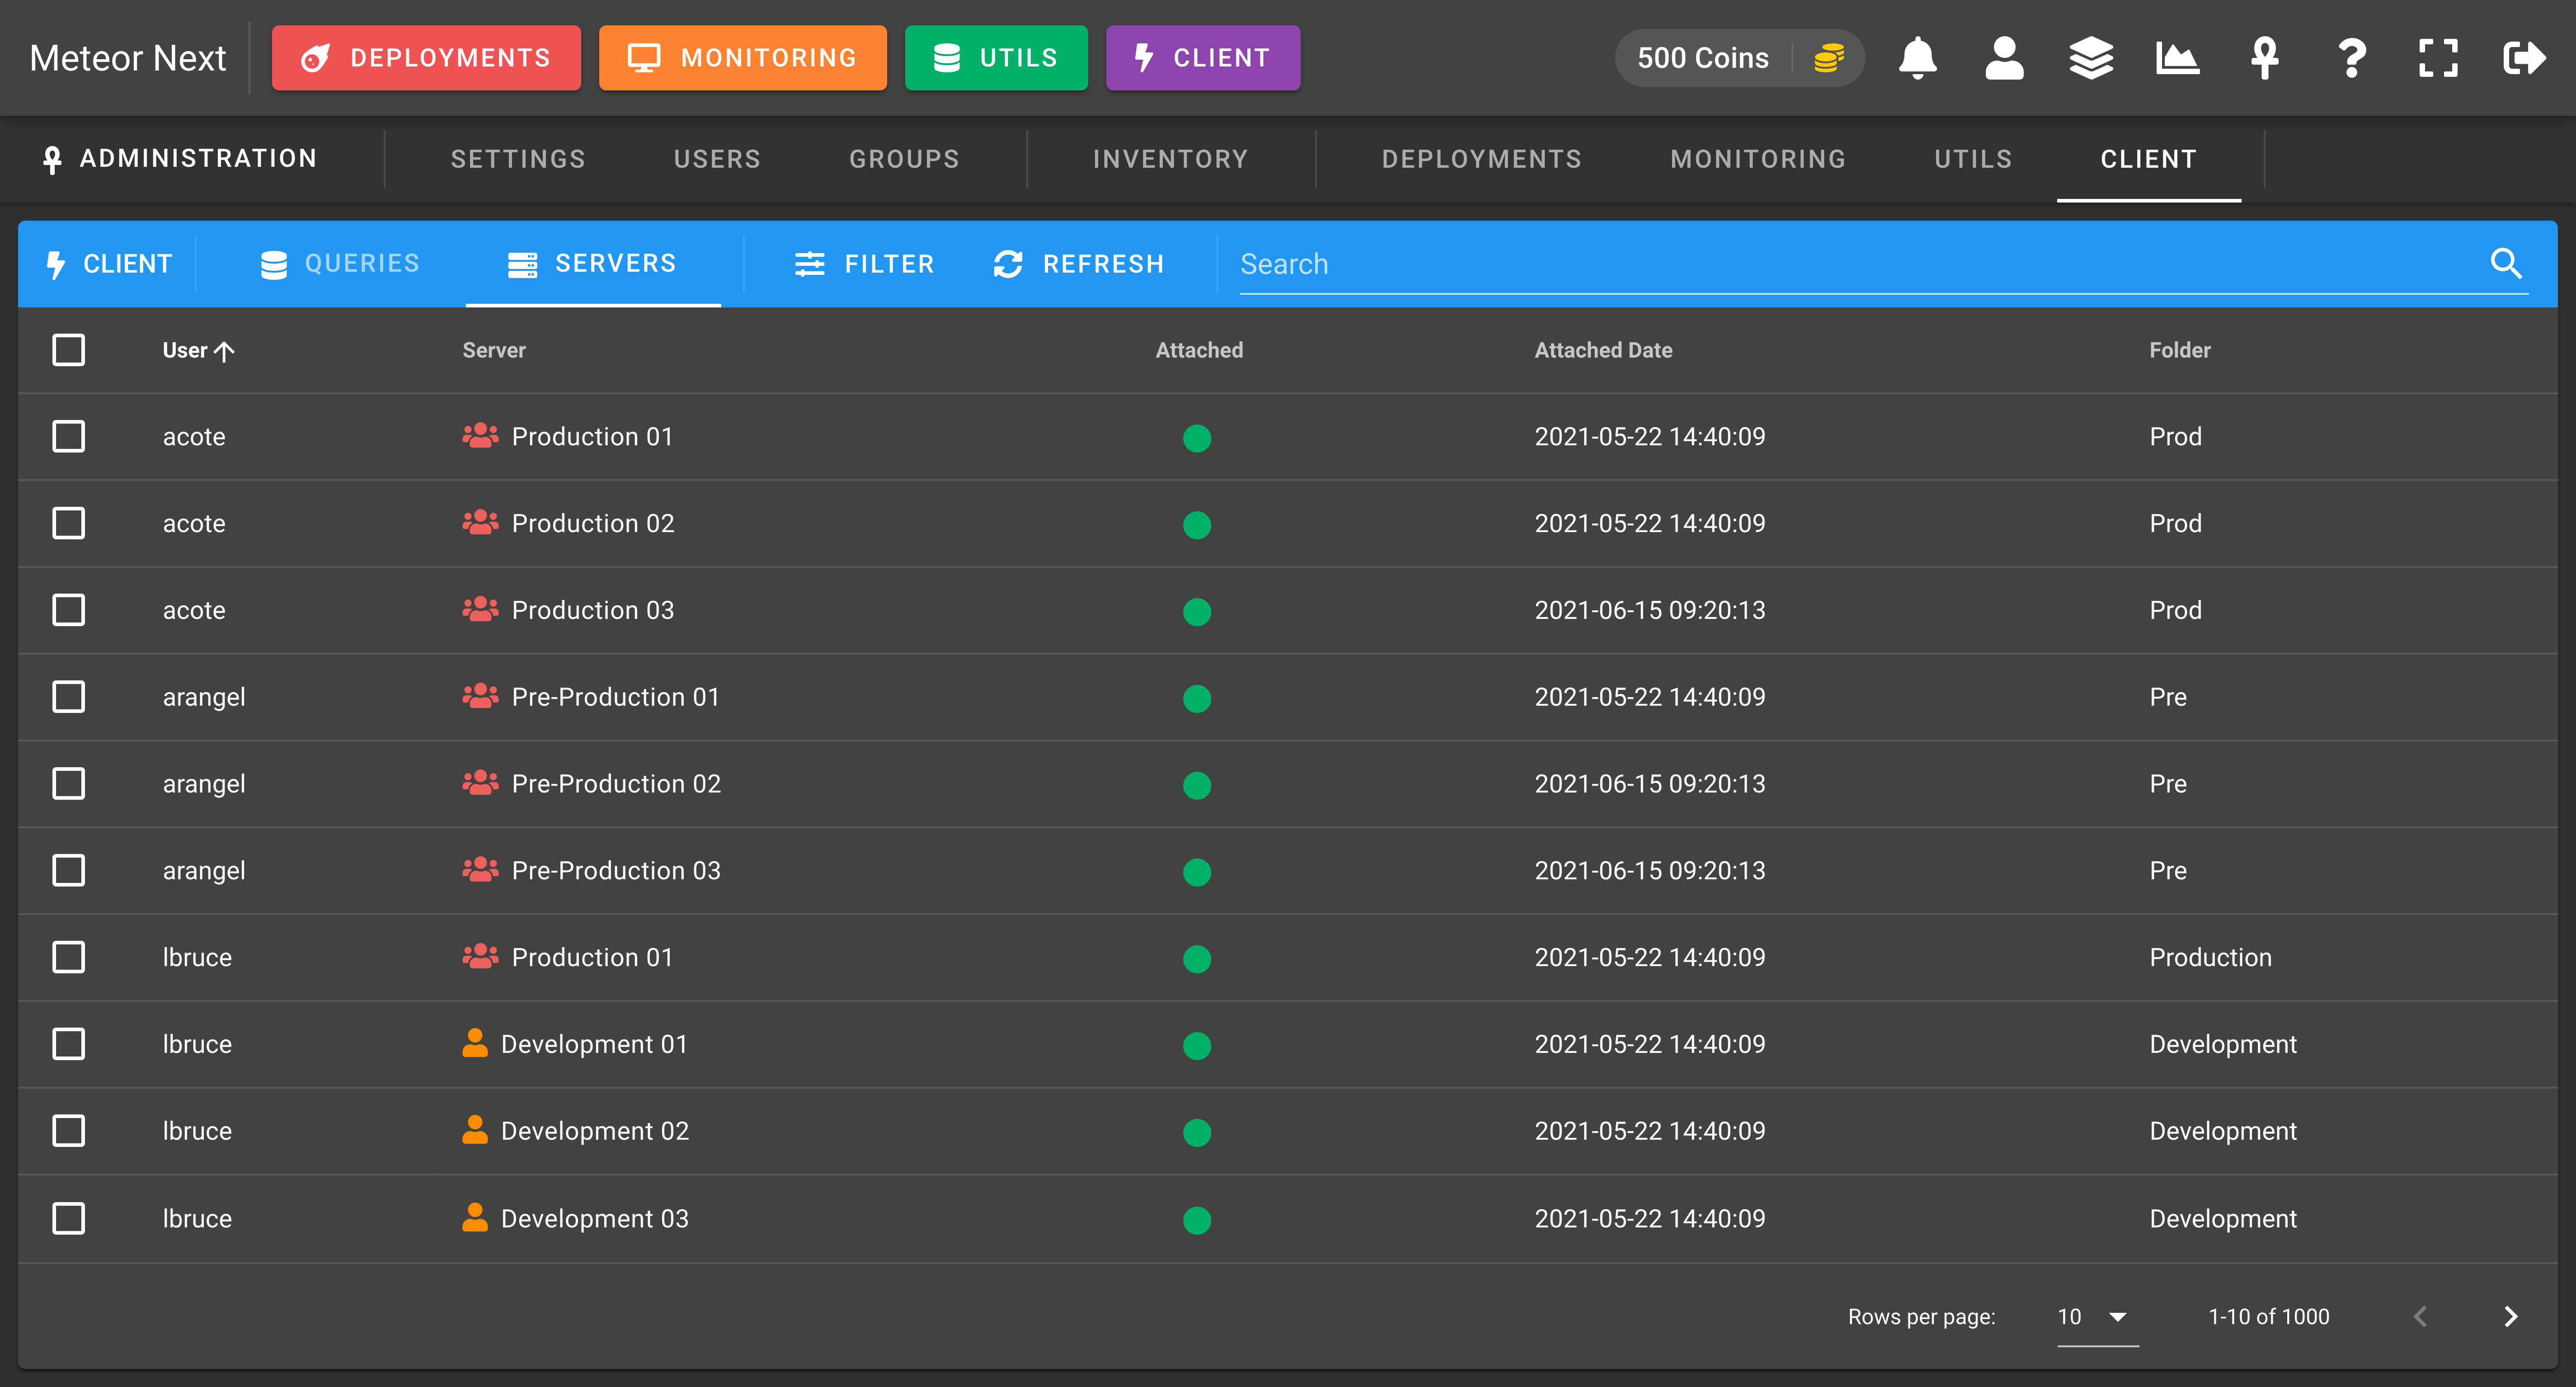 Meteor Next DEPLOYMENTS MONITORING UTILS CLIENT 500 Coins
ADMINISTRATION SETTINGS USERS GROUPS INVENTORY DEPLOYMENTS MONITORING UTILS CLIENT
CLIENT QUERIES SERVERS FILTER REFRESH Search
User Server Attached Attached Date Folder
acote Production 01 2021-05-22 14:40:09 Prod
acote Production 02 2021-05-22 14:40:09 Prod
acote Production 03 2021-06-15 09:20:13 Prod
arangel Pre-Production 01 2021-05-22 14:40:09 Pre
arangel Pre-Production 02 2021-06-15 09:20:13 Pre
arangel Pre-Production 03 2021-06-15 09:20:13 Pre
lbruce Production 01 2021-05-22 14:40:09 Production
lbruce Development 01 2021-05-22 14:40:09 Development
lbruce Development 02 2021-05-22 14:40:09 Development
lbruce Development 03 2021-05-22 14:40:09 Development
Rows per page: 10 1-10 of 1000